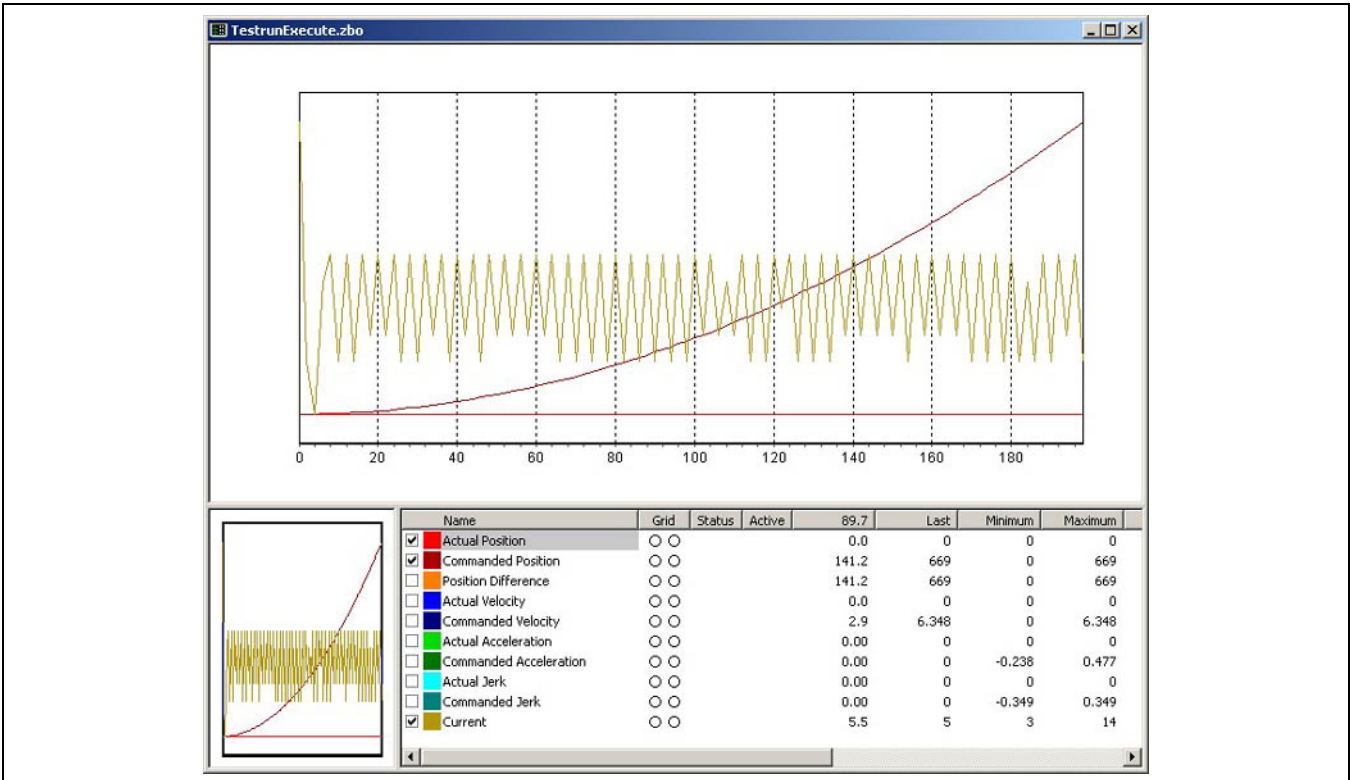 TestrunExecute.zbo
0 20 40 60 80 100 120 140 160 180
Name Grid Status Active 89.7 Last Minimum Maximum
Actual Position 0.0 0 0 0
Commanded Position 141.2 669 0 669
Position Difference 141.2 669 0 669
Actual Velocity 0.0 0 0 0
Commanded Velocity 2.9 6.348 0 6.348
Actual Acceleration 0.00 0 0 0
Commanded Acceleration 0.00 0 -0.238 0.477
Actual Jerk 0.00 0 0 0
Commanded Jerk 0.00 0 -0.349 0.349
Current 5.5 5 3 14